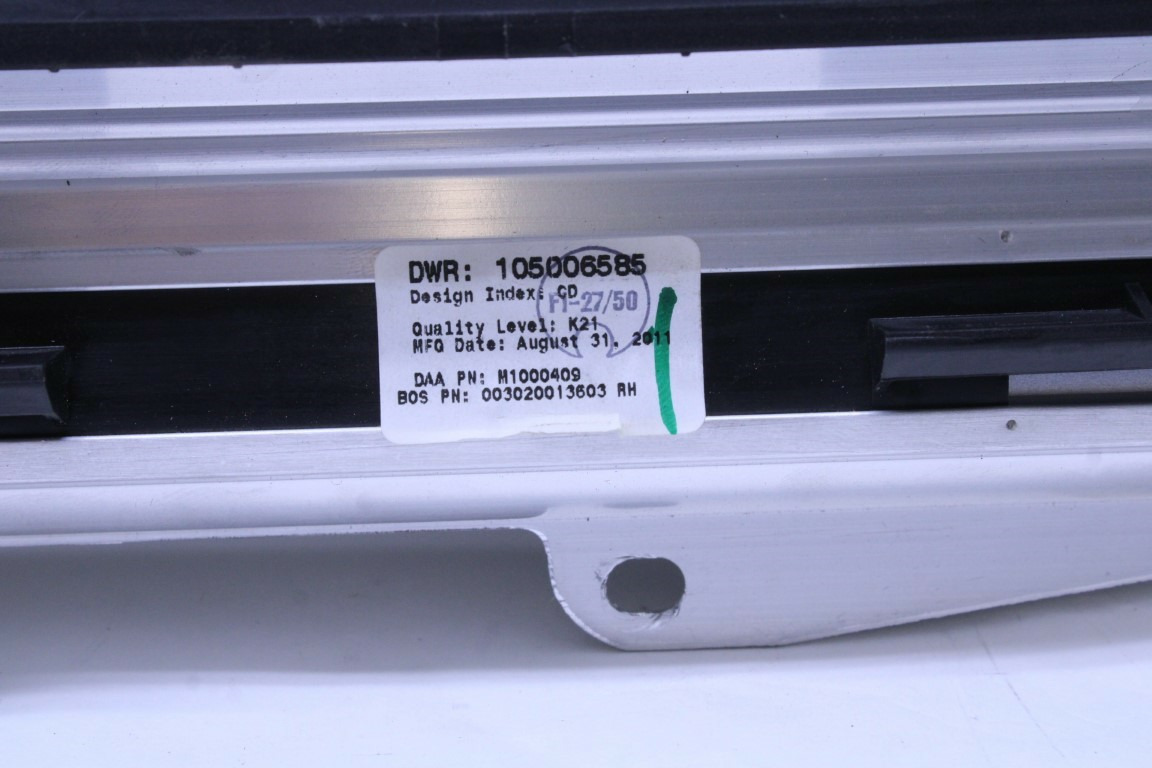 DWR: 105006585
Design Index: CD
FI-27/50
Quality Level: K21
MFG Date: August 31, 2011
DAA PN: M1000409
BOS PN: 003020013603 RH